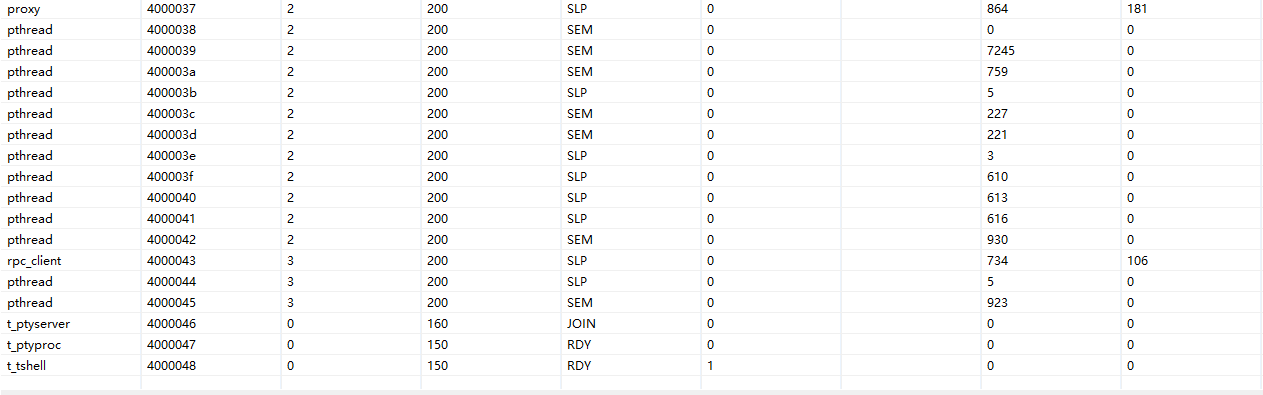 proxy 4000037 2 200 SLP 0 864 181
pthread 4000038 2 200 SEM 0 0 0
pthread 4000039 2 200 SEM 0 7245 0
pthread 400003a 2 200 SEM 0 759 0
pthread 400003b 2 200 SLP 0 5 0
pthread 400003c 2 200 SEM 0 227 0
pthread 400003d 2 200 SEM 0 221 0
pthread 400003e 2 200 SLP 0 3 0
pthread 400003f 2 200 SLP 0 610 0
pthread 4000040 2 200 SLP 0 613 0
pthread 4000041 2 200 SLP 0 616 0
pthread 4000042 2 200 SEM 0 930 0
rpc_client 4000043 3 200 SLP 0 734 106
pthread 4000044 3 200 SLP 0 5 0
pthread 4000045 3 200 SEM 0 923 0
t_ptyserver 4000046 0 160 JOIN 0 0 0
t_ptyproc 4000047 0 150 RDY 0 0 0
t_tshell 4000048 0 150 RDY 1 0 0